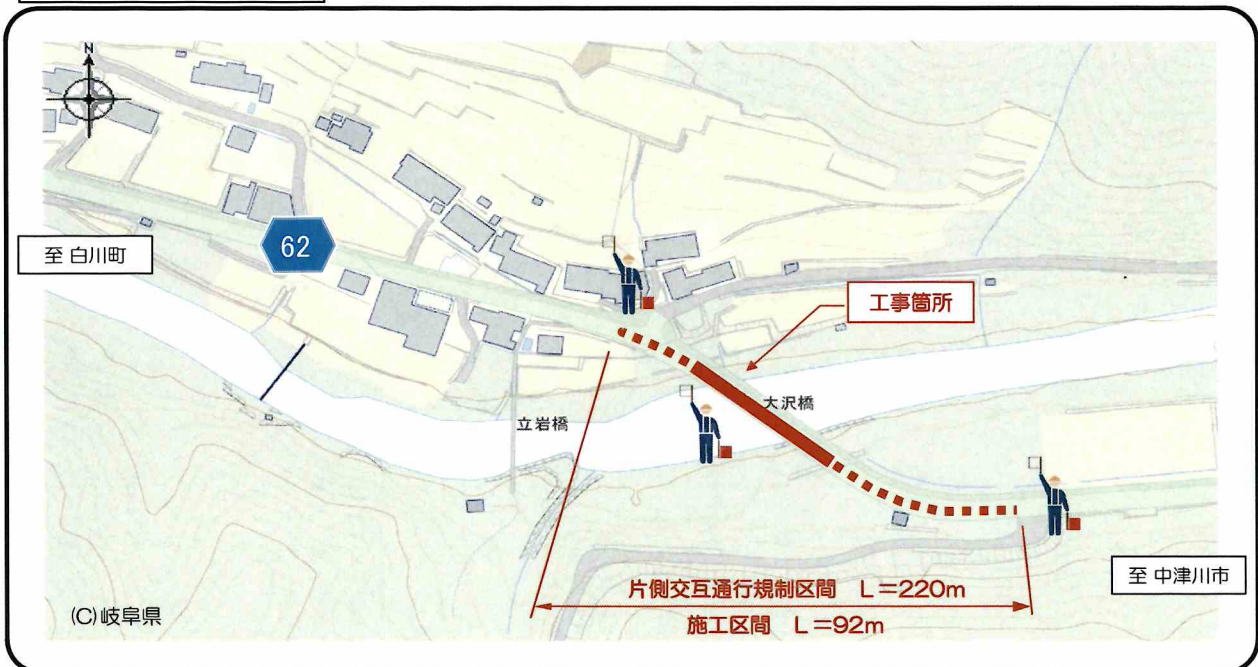 N
62
至 白川町
工事箇所
大沢橋
立岩橋
至 中津川市
片側交互通行規制区間 L=220m
施工区間 L=92m
(C)岐阜県